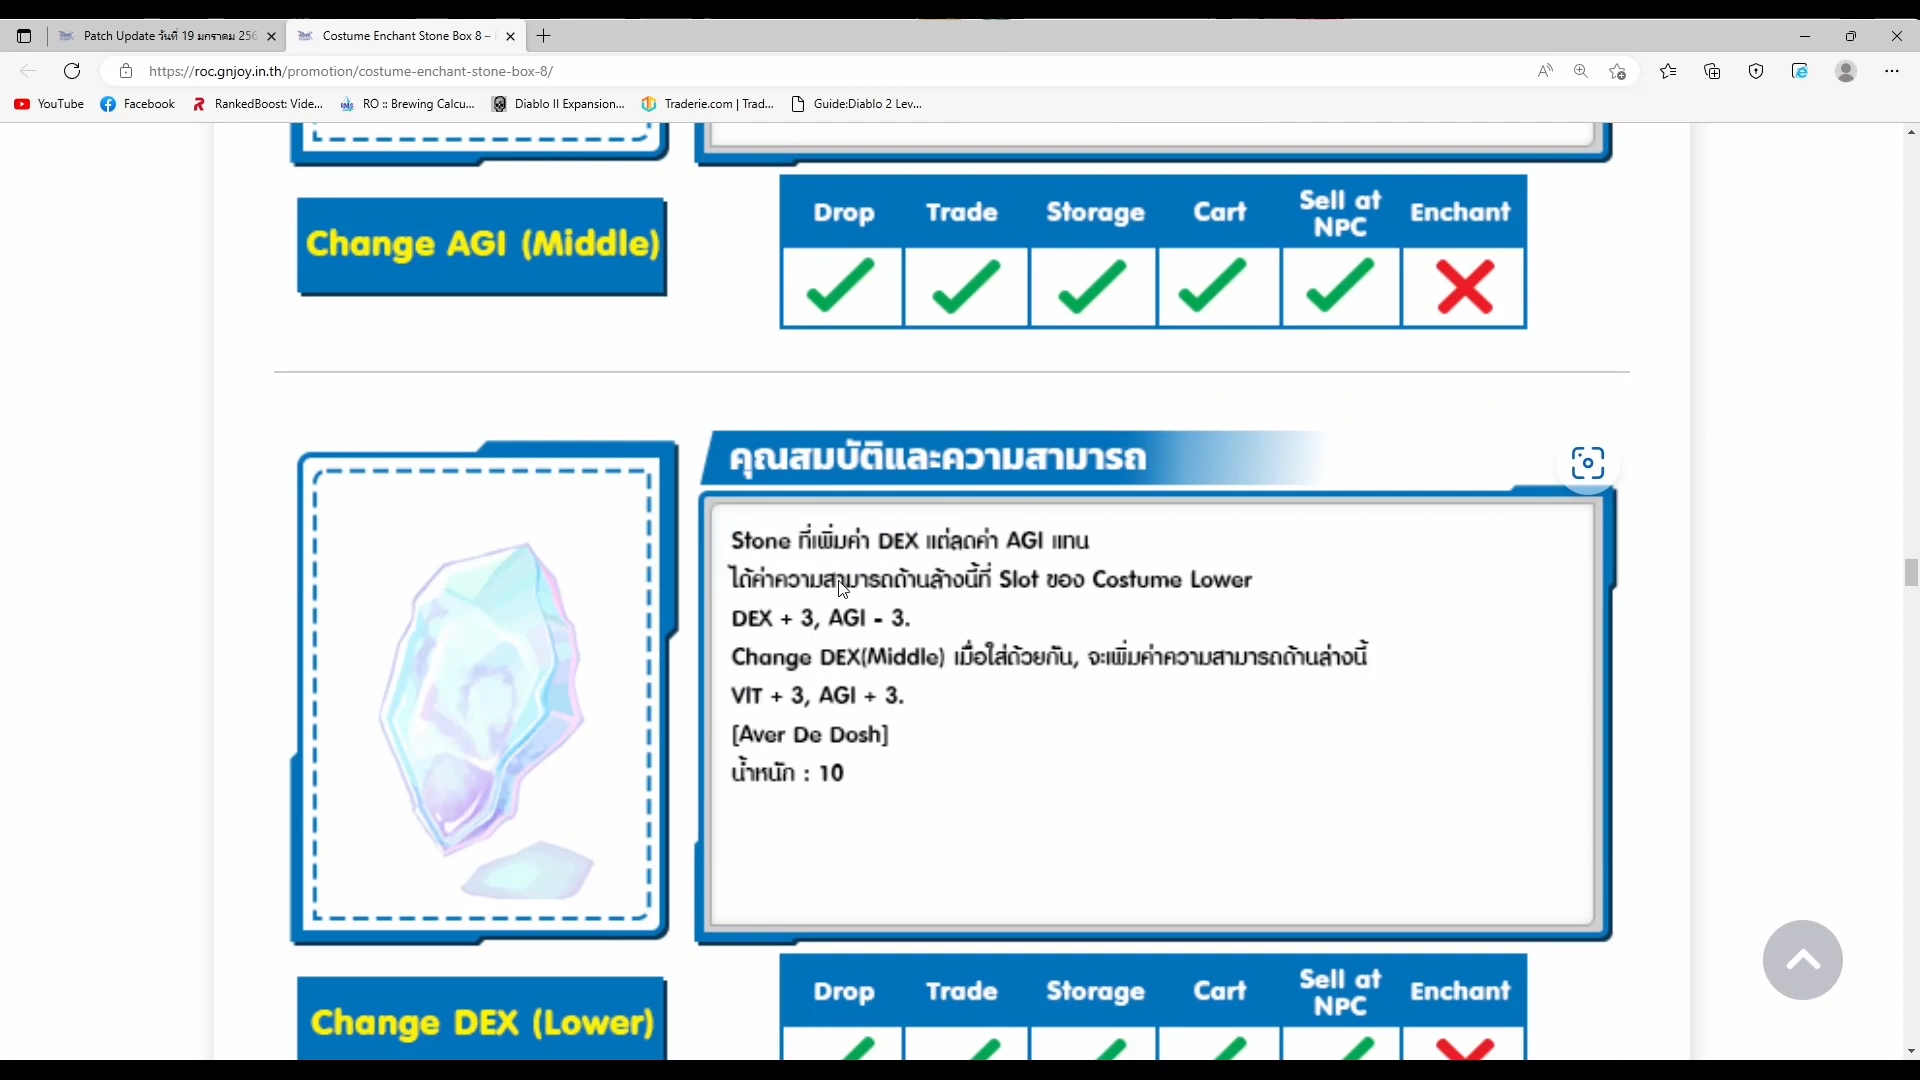 Patch Update วันที่ 19 มกราคม 256
Costume Enchant Stone Box 8 –
https://roc.gnjoy.in.th/promotion/costume-enchant-stone-box-8/
YouTube
Facebook
RankedBoost: Vide...
RO :: Brewing Calcu...
Diablo II Expansion...
Traderie.com | Trad...
Guide:Diablo 2 Lev...
Change AGI (Middle)
Drop Trade Storage Cart Sell at NPC Enchant
คุณสมบัติและความสามารถ
Stone ที่เพิ่มค่า DEX แต่ลดค่า AGI แทน
ได้ค่าความสามารถด้านล้างนี้ที่ Slot ของ Costume Lower
DEX + 3, AGI - 3.
Change DEX(Middle) เมื่อใส่ด้วยกัน, จะเพิ่มค่าความสามารถด้านล่างนี้
VIT + 3, AGI + 3.
[Aver De Dosh]
น้ำหนัก : 10
Change DEX (Lower)
Drop Trade Storage Cart Sell at NPC Enchant